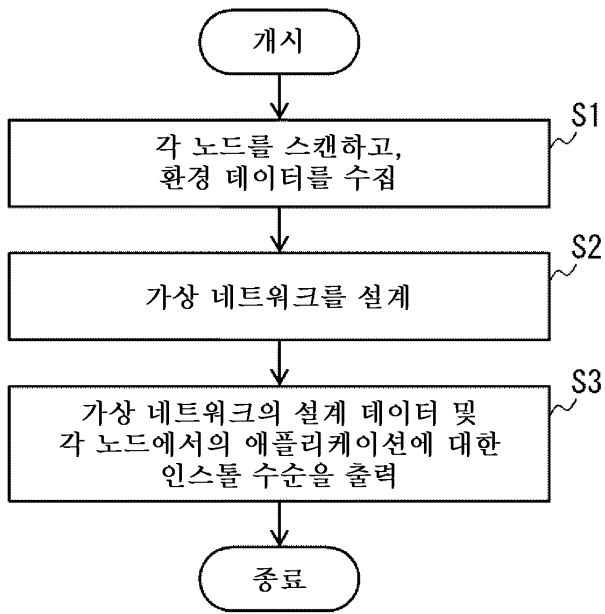 개시
S1
각 노드를 스캔하고,
환경 데이터를 수집
S2
가상 네트워크를 설계
S3
가상 네트워크의 설계 데이터 및
각 노드에서의 애플리케이션에 대한
인스톨 수순을 출력
종료